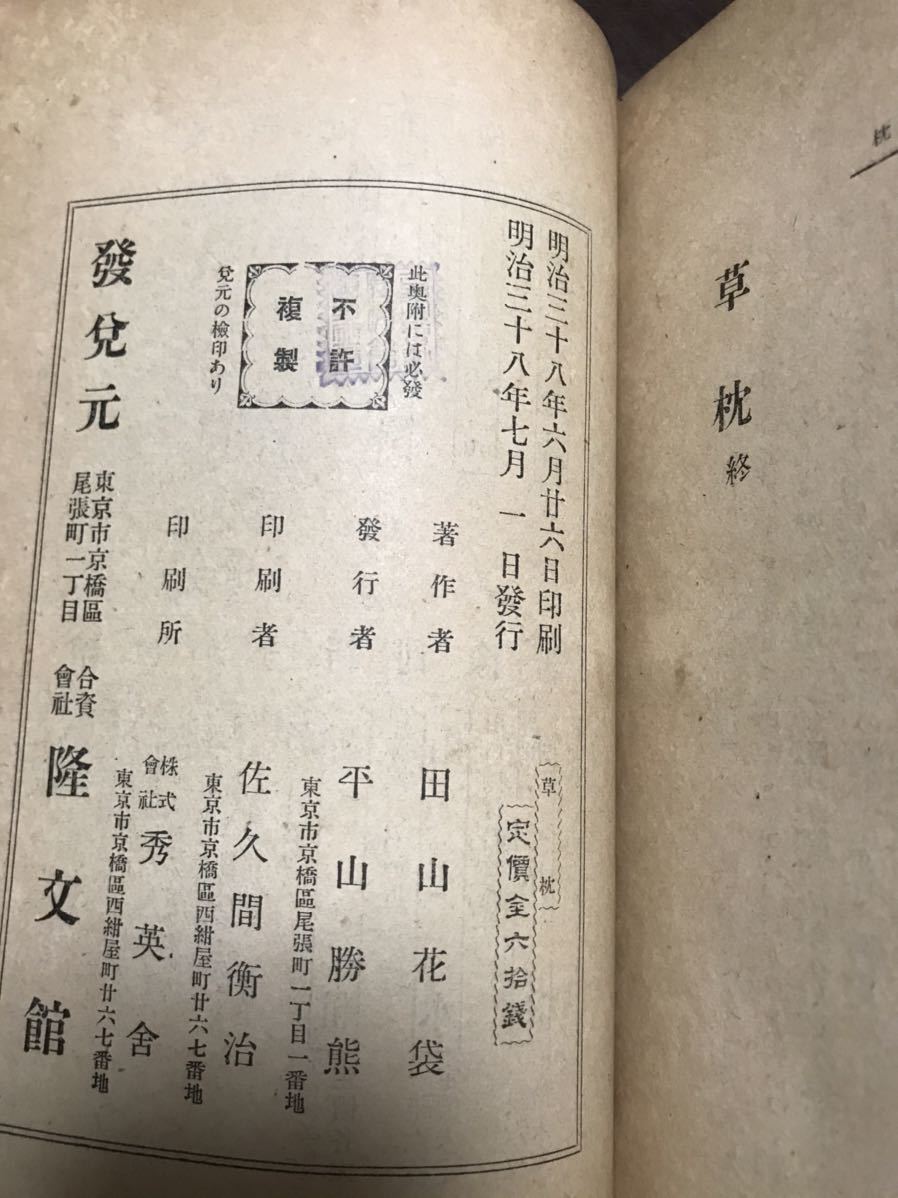 枕
草枕終
明治三十八年六月廿六日印刷
明治三十八年七月一日發行
草枕
定價金六拾錢
此奧附には必發
不許
複製
兌元の檢印あり
著作者 田山花袋
發行者 平山勝熊
東京市京橋區尾張町一丁目一番地
印刷者 佐久間衡治
東京市京橋區西紺屋町廿六七番地
印刷所 株式會社 秀英舍
東京市京橋區西紺屋町廿六七番地
發兌元
東京市京橋區
尾張町一丁目
合資
會社
隆文館